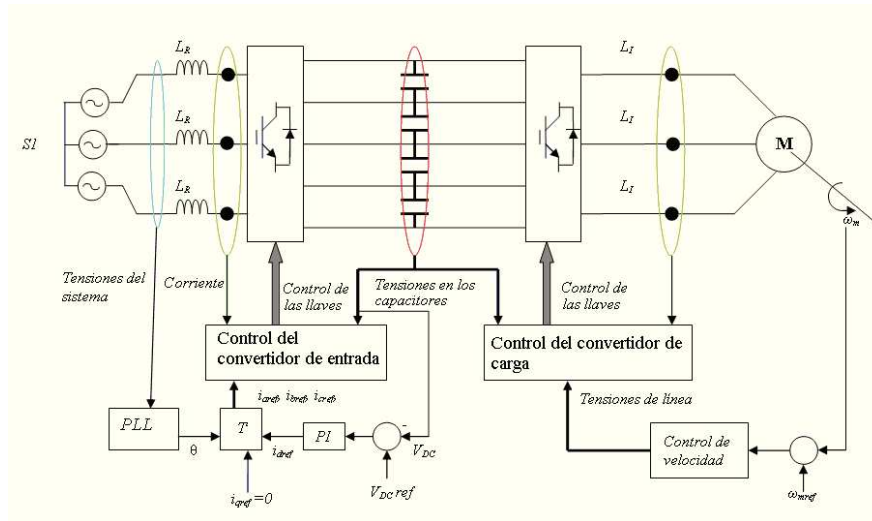 L_R
L_I
L_R
L_I
L_R
L_I
S1
M
ω_m
Tensiones del
sistema
Corriente
Control de
las llaves
Tensiones en los
capacitores
Control de
las llaves
Control del
convertidor de entrada
Control del convertidor de
carga
i_aref, i_bref, i_cref,
Tensiones de línea
PLL
θ
T
i_dref
PI
-
V_DC
Control de
velocidad
i_qref=0
V_DC ref
ω_mref